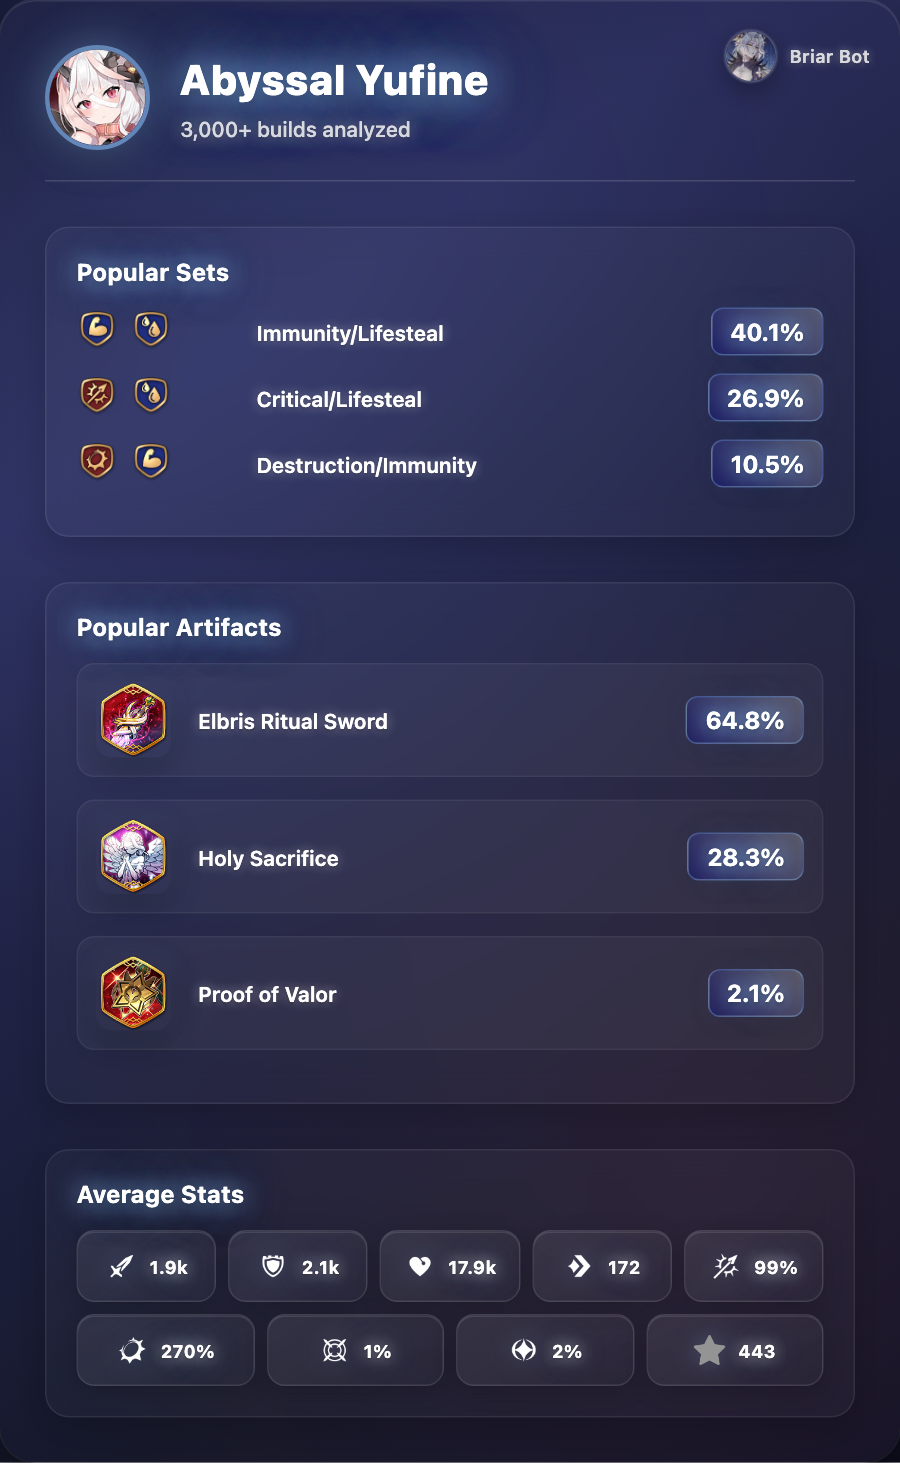 Abyssal Yufine
3,000+ builds analyzed
Briar Bot
Popular Sets
Immunity/Lifesteal 40.1%
Critical/Lifesteal 26.9%
Destruction/Immunity 10.5%
Popular Artifacts
Elbris Ritual Sword 64.8%
Holy Sacrifice 28.3%
Proof of Valor 2.1%
Average Stats
1.9k 2.1k 17.9k 172 99%
270% 1% 2% 443